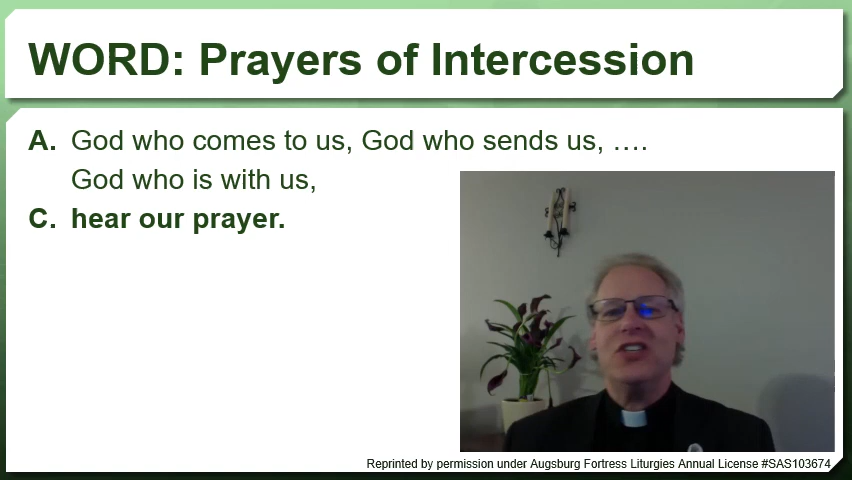 WORD: Prayers of Intercession
A. God who comes to us, God who sends us, ….
God who is with us,
C. hear our prayer.
Reprinted by permission under Augsburg Fortress Liturgies Annual License #SAS103674